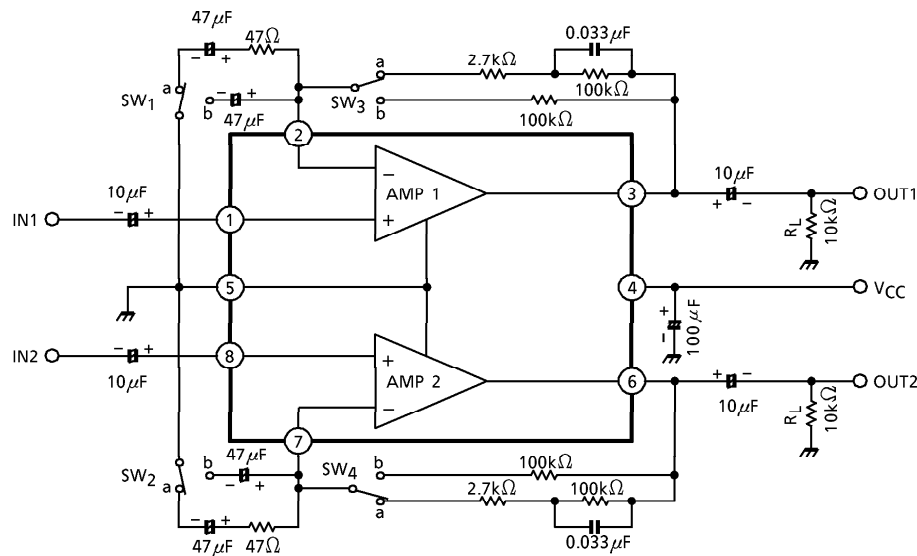 47μF
47Ω
0.033μF
a
2.7kΩ
a
SW1
b
47μF
SW3
b
100kΩ
100kΩ
2
10μF
10μF
IN1
1
AMP 1
3
OUT1
RL
10kΩ
5
4
VCC
100μF
IN2
8
AMP 2
6
OUT2
10μF
10μF
RL
10kΩ
7
SW2
b
47μF
SW4
b
100kΩ
a
2.7kΩ
100kΩ
a
47μF
47Ω
0.033μF